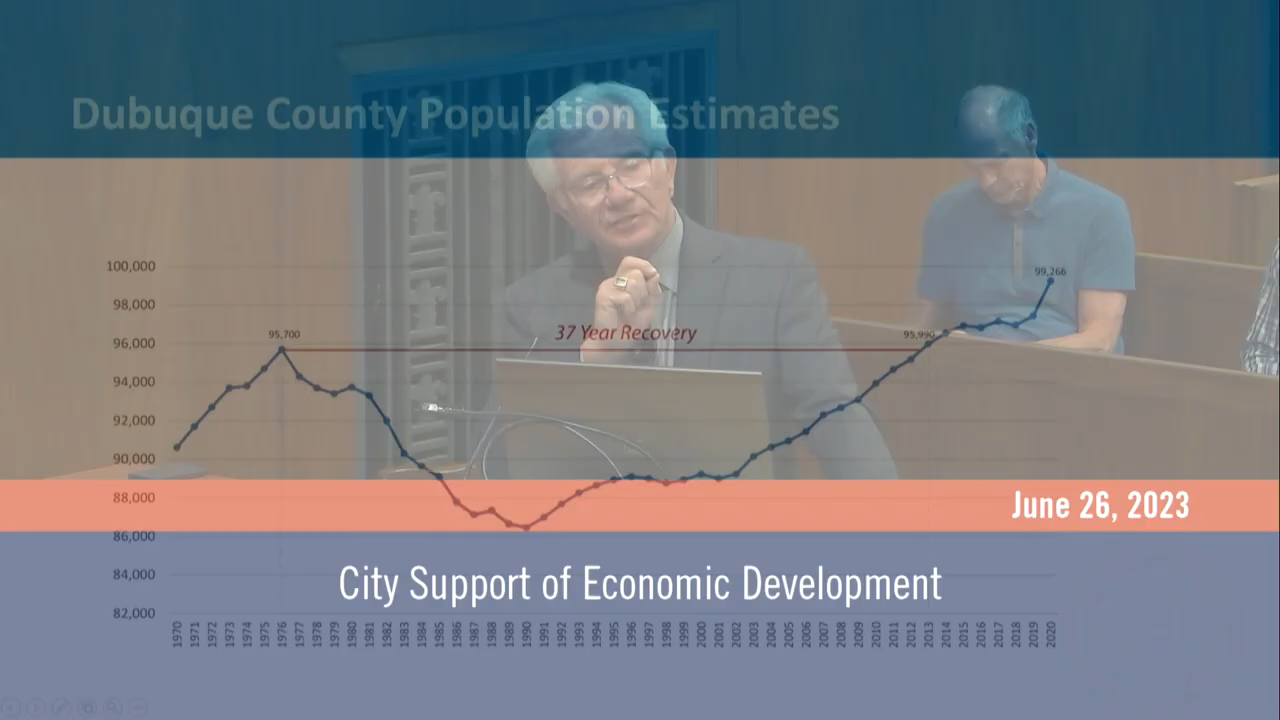 Dubuque County Population Estimates
100,000
98,000
96,000
94,000
92,000
90,000
88,000
86,000
84,000
82,000
95,700
37 Year Recovery
95,990
99,266
June 26, 2023
City Support of Economic Development
1970 1971 1972 1973 1974 1975 1976 1977 1978 1979 1980 1981 1982 1983 1984 1985 1986 1987 1988 1989 1990 1991 1992 1993 1994 1995 1996 1997 1998 1999 2000 2001 2002 2003 2004 2005 2006 2007 2008 2009 2010 2011 2012 2013 2014 2015 2016 2017 2018 2019 2020